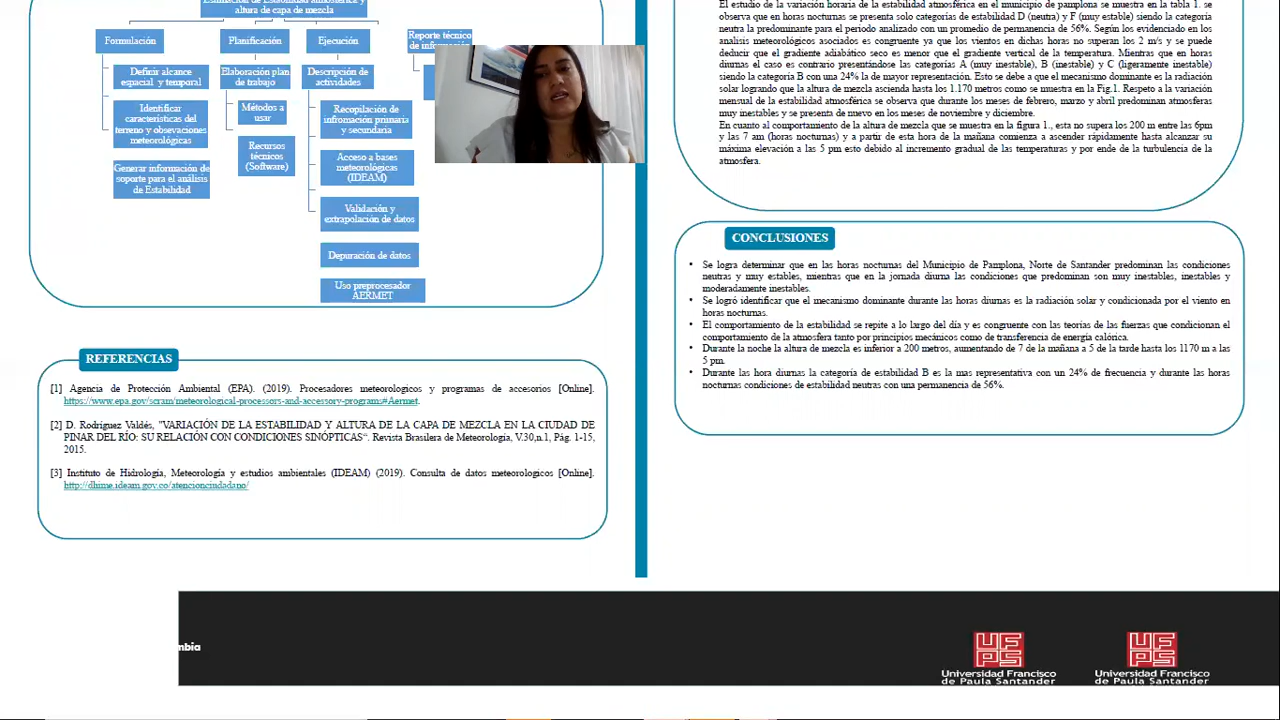 Estimación de Estabilidad atmosférica y
altura de capa de mezcla
Formulación
Planificación
Ejecución
Reporte técnico
de información
Definir alcance
espacial y temporal
Elaboración plan
de trabajo
Descripción de
actividades
Identificar
características del
terreno y obsevaciones
meteorológicas
Métodos a
usar
Recopilación de
infromación primaria
y secundaria
Generar información de
soporte para el análisis
de Estabilidad
Recursos
técnicos
(Software)
Acceso a bases
meteorológicas
(IDEAM)
Validación y
extrapolación de datos
Depuración de datos
Uso preprocesador
AERMET
REFERENCIAS
[1] Agencia de Protección Ambiental (EPA). (2019). Procesadores meteorologicos y programas de accesorios [Online].
https://www.epa.gov/scram/meteorological-processors-and-accessory-programs#Aermet.
[2] D. Rodriguez Valdés, "VARIACIÓN DE LA ESTABILIDAD Y ALTURA DE LA CAPA DE MEZCLA EN LA CIUDAD DE
PINAR DEL RÍO: SU RELACIÓN CON CONDICIONES SINÓPTICAS“. Revista Brasilera de Meteorología, V.30,n.1, Pág. 1-15,
2015.
[3] Instituto de Hidrología, Meteorología y estudios ambientales (IDEAM) (2019). Consulta de datos meteorologicos [Online].
http://dhime.ideam.gov.co/atencionciudadano/
El estudio de la variación horaria de la estabilidad atmosférica en el municipio de pamplona se muestra en la tabla 1. se
observa que en horas nocturnas se presenta solo categorías de estabilidad D (neutra) y F (muy estable) siendo la categoría
neutra la predominante para el periodo analizado con un promedio de permanencia de 56%. Según los evidenciado en los
análisis meteorológicos asociados es congruente ya que los vientos en dichas horas no superan los 2 m/s y se puede
deducir que el gradiente adiabático seco es menor que el gradiente vertical de la temperatura. Mientras que en horas
diurnas el caso es contrario presentándose las categorías A (muy inestable), B (inestable) y C (ligeramente inestable)
siendo la categoría B con una 24% la de mayor representación. Esto se debe a que el mecanismo dominante es la radiación
solar logrando que la altura de mezcla ascienda hasta los 1.170 metros como se muestra en la Fig.1. Respeto a la variación
mensual de la estabilidad atmosférica se observa que durante los meses de febrero, marzo y abril predominan atmosferas
muy inestables y se presenta de nuevo en los meses de noviembre y diciembre.
En cuanto al comportamiento de la altura de mezcla que se muestra en la figura 1., esta no supera los 200 m entre las 6pm
y las 7 am (horas nocturnas) y a partir de esta hora de la mañana comienza a ascender rápidamente hasta alcanzar su
máxima elevación a las 5 pm esto debido al incremento gradual de las temperaturas y por ende de la turbulencia de la
atmosfera.
CONCLUSIONES
• Se logra determinar que en las horas nocturnas del Municipio de Pamplona, Norte de Santander predominan las condiciones
neutras y muy estables, mientras que en la jornada diurna las condiciones que predominan son muy inestables, inestables y
moderadamente inestables.
• Se logró identificar que el mecanismo dominante durante las horas diurnas es la radiación solar y condicionada por el viento en
horas nocturnas.
• El comportamiento de la estabilidad se repite a lo largo del día y es congruente con las teorías de las fuerzas que condicionan el
comportamiento de la atmosfera tanto por principios mecánicos como de transferencia de energía calórica.
• Durante la noche la altura de mezcla es inferior a 200 metros, aumentando de 7 de la mañana a 5 de la tarde hasta los 1170 m a las
5 pm.
• Durante las hora diurnas la categoría de estabilidad B es la mas representativa con un 24% de frecuencia y durante las horas
nocturnas condiciones de estabilidad neutras con una permanencia de 56%.
mbia
UFPS
Universidad Francisco
de Paula Santander
UFPS
Universidad Francisco
de Paula Santander